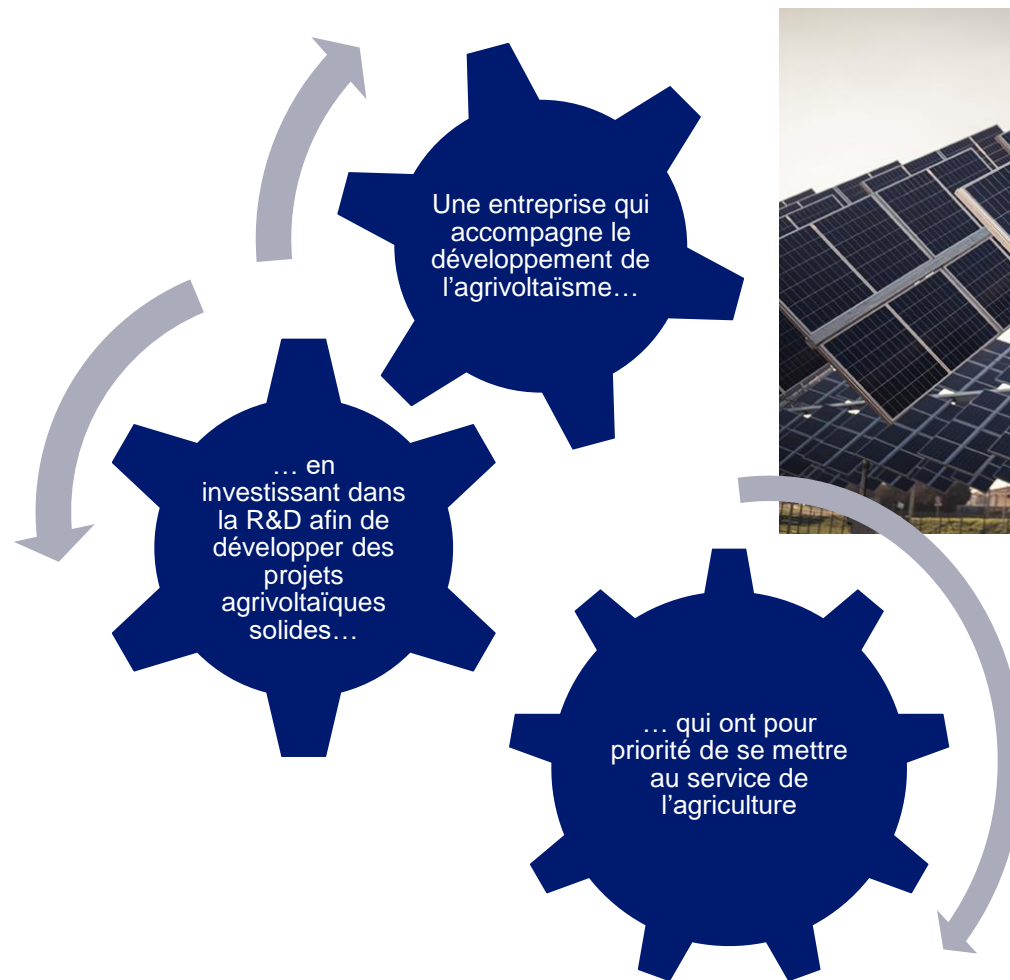 Une entreprise qui
accompagne le
développement de
l’agrivoltaïsme…
… en
investissant dans
la R&D afin de
développer des
projets
agrivoltaïques
solides…
… qui ont pour
priorité de se mettre
au service de
l’agriculture